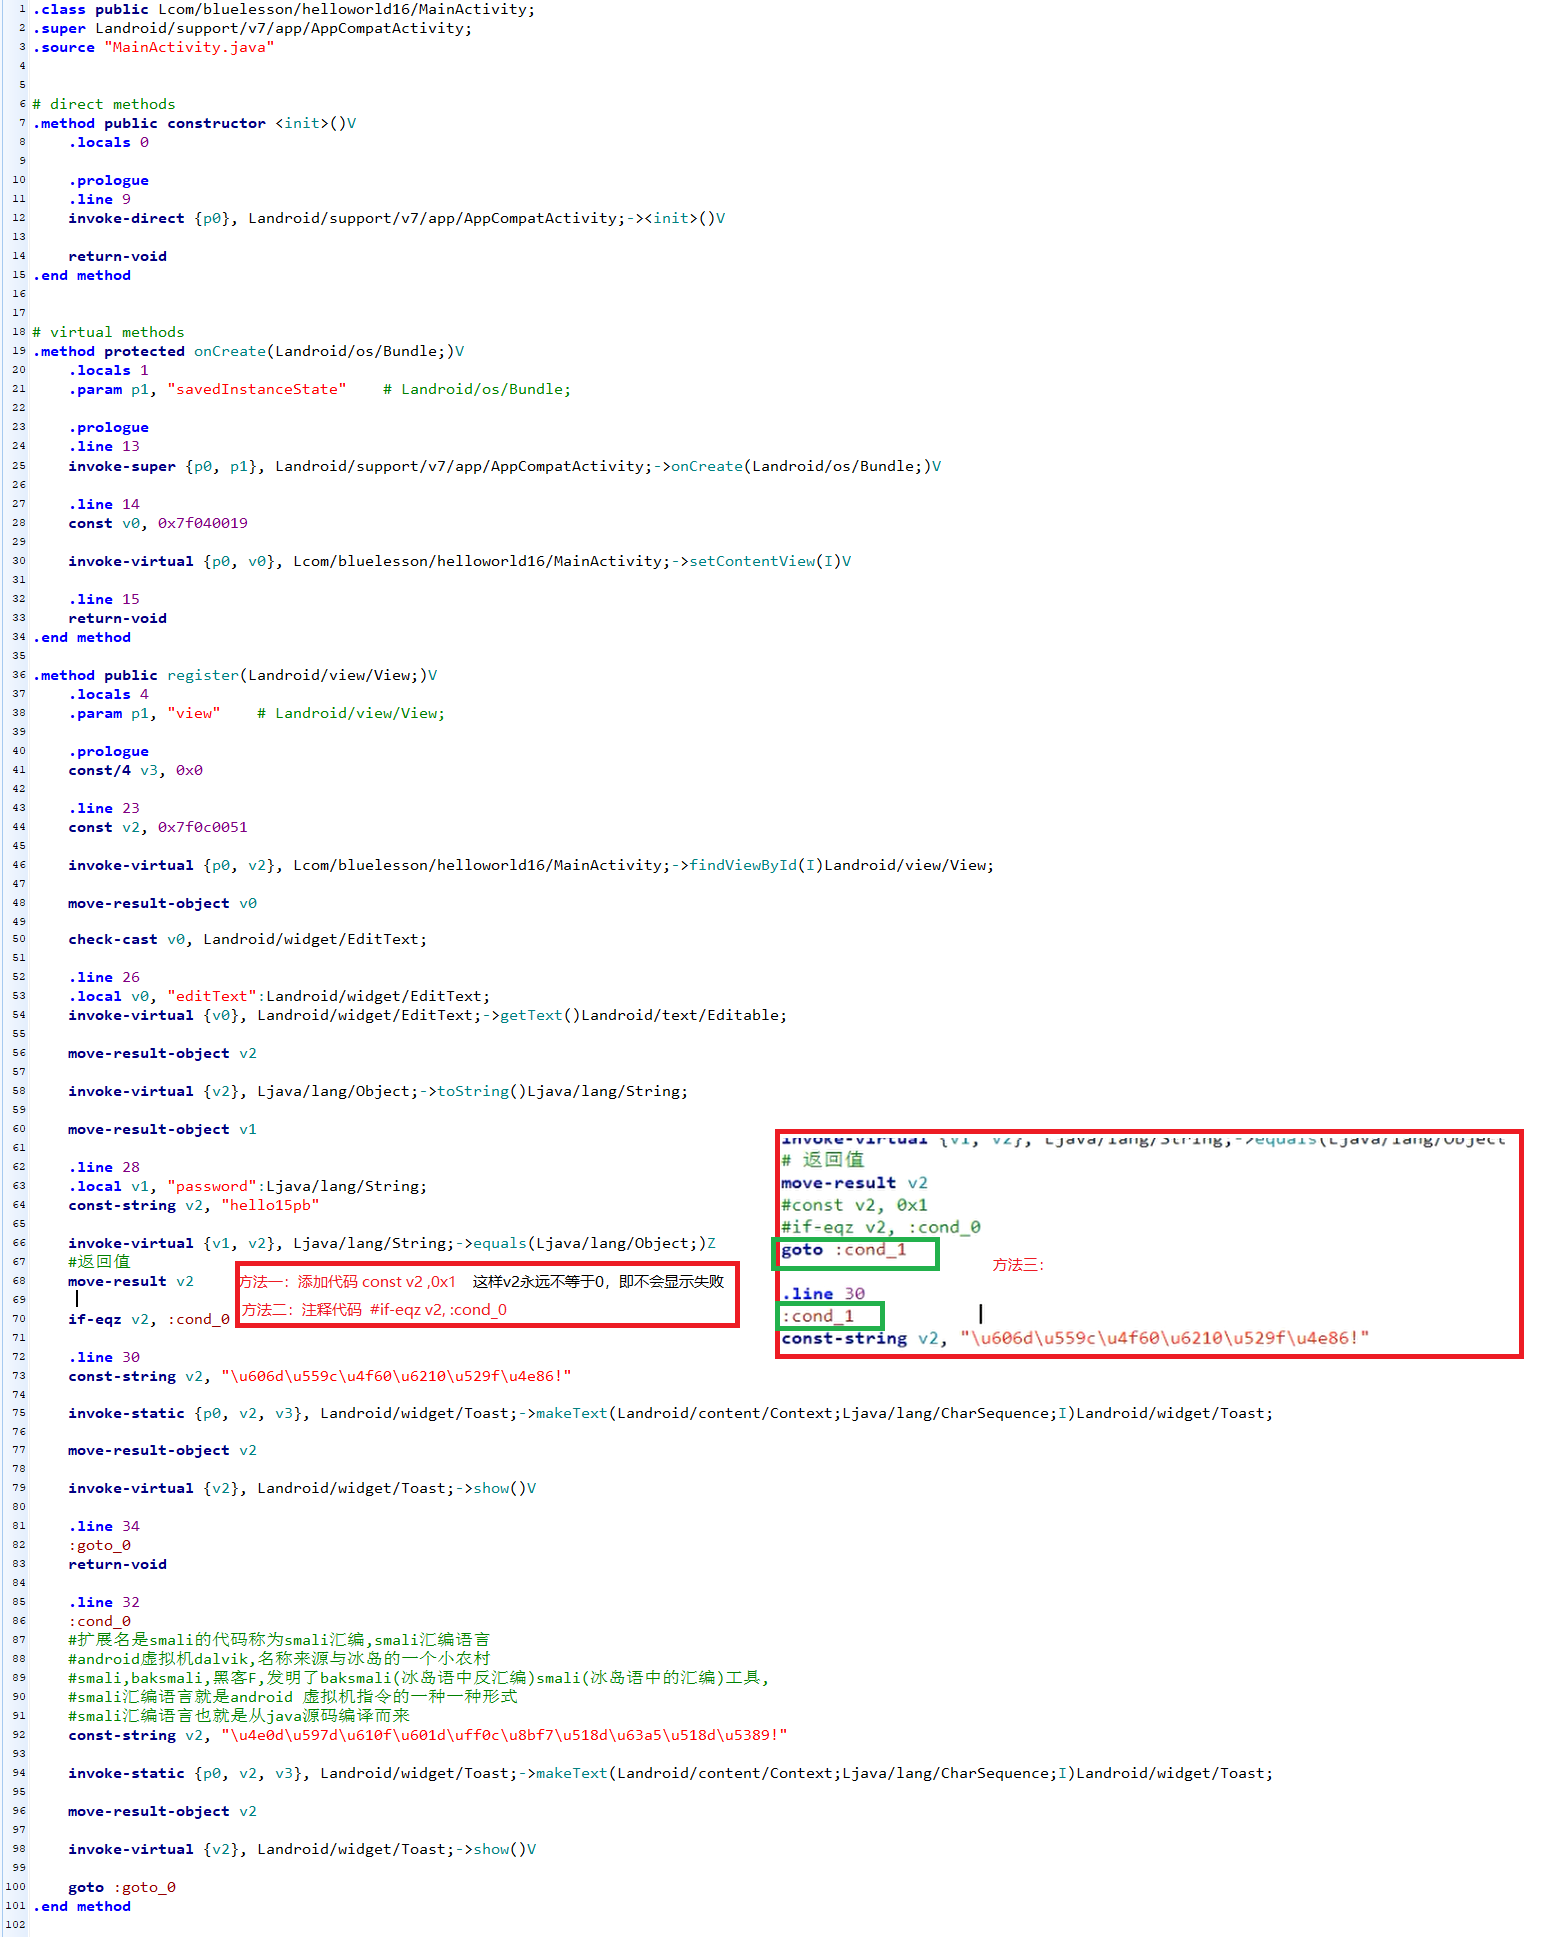 1 .class public Lcom/bluelesson/helloworld16/MainActivity;
2 .super Landroid/support/v7/app/AppCompatActivity;
3 .source "MainActivity.java"
4
5
6 # direct methods
7 .method public constructor <init>()V
8 .locals 0
9
10 .prologue
11 .line 9
12 invoke-direct {p0}, Landroid/support/v7/app/AppCompatActivity;-><init>()V
13
14 return-void
15 .end method
16
17
18 # virtual methods
19 .method protected onCreate(Landroid/os/Bundle;)V
20 .locals 1
21 .param p1, "savedInstanceState" # Landroid/os/Bundle;
22
23 .prologue
24 .line 13
25 invoke-super {p0, p1}, Landroid/support/v7/app/AppCompatActivity;->onCreate(Landroid/os/Bundle;)V
26
27 .line 14
28 const v0, 0x7f040019
29
30 invoke-virtual {p0, v0}, Lcom/bluelesson/helloworld16/MainActivity;->setContentView(I)V
31
32 .line 15
33 return-void
34 .end method
35
36 .method public register(Landroid/view/View;)V
37 .locals 4
38 .param p1, "view" # Landroid/view/View;
39
40 .prologue
41 const/4 v3, 0x0
42
43 .line 23
44 const v2, 0x7f0c0051
45
46 invoke-virtual {p0, v2}, Lcom/bluelesson/helloworld16/MainActivity;->findViewById(I)Landroid/view/View;
47
48 move-result-object v0
49
50 check-cast v0, Landroid/widget/EditText;
51
52 .line 26
53 .local v0, "editText":Landroid/widget/EditText;
54 invoke-virtual {v0}, Landroid/widget/EditText;->getText()Landroid/text/Editable;
55
56 move-result-object v2
57
58 invoke-virtual {v2}, Ljava/lang/Object;->toString()Ljava/lang/String;
59
60 move-result-object v1
61
62 .line 28
63 .local v1, "password":Ljava/lang/String;
64 const-string v2, "hello15pb"
65
66 invoke-virtual {v1, v2}, Ljava/lang/String;->equals(Ljava/lang/Object;)Z
67 #返回值
68 move-result v2
69
70 if-eqz v2, :cond_0
方法一：添加代码 const v2 ,0x1 这样v2永远不等于0，即不会显示失败
方法二：注释代码 #if-eqz v2, :cond_0
invoke-virtual {v1, v2}, Ljava/lang/String;->equals(Ljava/lang/Object
# 返回值
move-result v2
#const v2, 0x1
#if-eqz v2, :cond_0
goto :cond_1
方法三：
.line 30
:cond_1
const-string v2, "\u606d\u559c\u4f60\u6210\u529f\u4e86!"
71
72 .line 30
73 const-string v2, "\u606d\u559c\u4f60\u6210\u529f\u4e86!"
74
75 invoke-static {p0, v2, v3}, Landroid/widget/Toast;->makeText(Landroid/content/Context;Ljava/lang/CharSequence;I)Landroid/widget/Toast;
76
77 move-result-object v2
78
79 invoke-virtual {v2}, Landroid/widget/Toast;->show()V
80
81 .line 34
82 :goto_0
83 return-void
84
85 .line 32
86 :cond_0
87 #扩展名是smali的代码称为smali汇编,smali汇编语言
88 #android虚拟机dalvik,名称来源与冰岛的一个小农村
89 #smali,baksmali,黑客F,发明了baksmali(冰岛语中反汇编)smali(冰岛语中的汇编)工具,
90 #smali汇编语言就是android 虚拟机指令的一种一种形式
91 #smali汇编语言也就是从java源码编译而来
92 const-string v2, "\u4e0d\u597d\u610f\u601d\uff0c\u8bf7\u518d\u63a5\u518d\u5389!"
93
94 invoke-static {p0, v2, v3}, Landroid/widget/Toast;->makeText(Landroid/content/Context;Ljava/lang/CharSequence;I)Landroid/widget/Toast;
95
96 move-result-object v2
97
98 invoke-virtual {v2}, Landroid/widget/Toast;->show()V
99
100 goto :goto_0
101 .end method
102